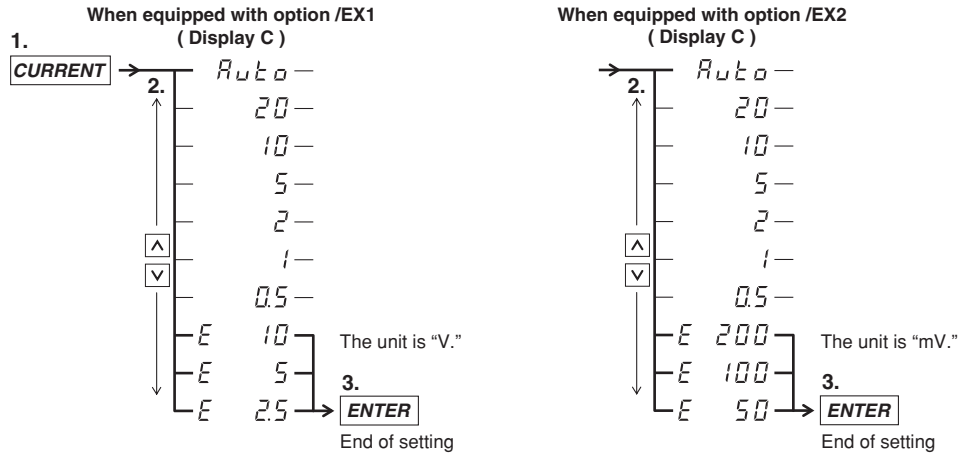 When equipped with option /EX1
( Display C )
1.
CURRENT
2.
Auto
20
10
5
2
1
0.5
E 10
E 5
E 2.5
The unit is “V.”
3.
ENTER
End of setting
When equipped with option /EX2
( Display C )
2.
Auto
20
10
5
2
1
0.5
E 200
E 100
E 50
The unit is “mV.”
3.
ENTER
End of setting